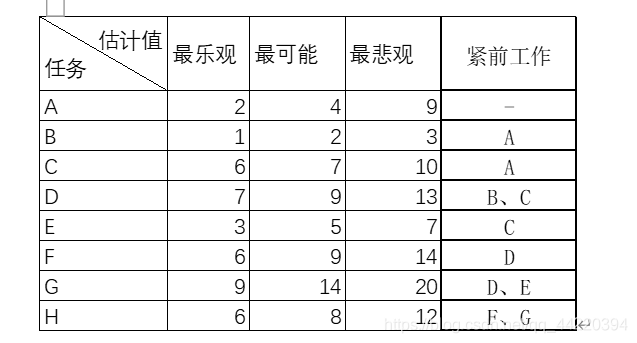 估计值
任务 最乐观 最可能 最悲观 紧前工作
A 2 4 9 -
B 1 2 3 A
C 6 7 10 A
D 7 9 13 B、C
E 3 5 7 C
F 6 9 14 D
G 9 14 20 D、E
H 6 8 12 F、G